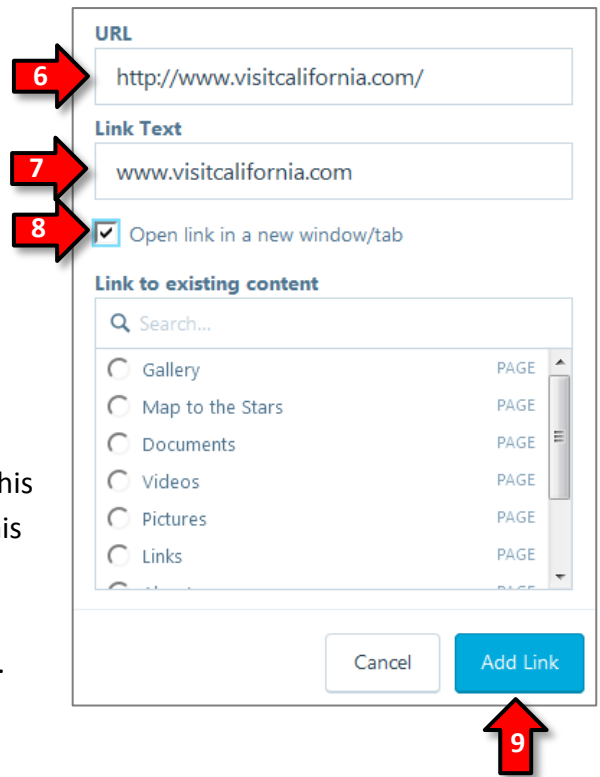 URL
6
http://www.visitcalifornia.com/
Link Text
7
www.visitcalifornia.com
8
Open link in a new window/tab
Link to existing content
Search...
Gallery PAGE
Map to the Stars PAGE
Documents PAGE
his
Videos PAGE
is
Pictures PAGE
Links PAGE
.
Cancel Add Link
9